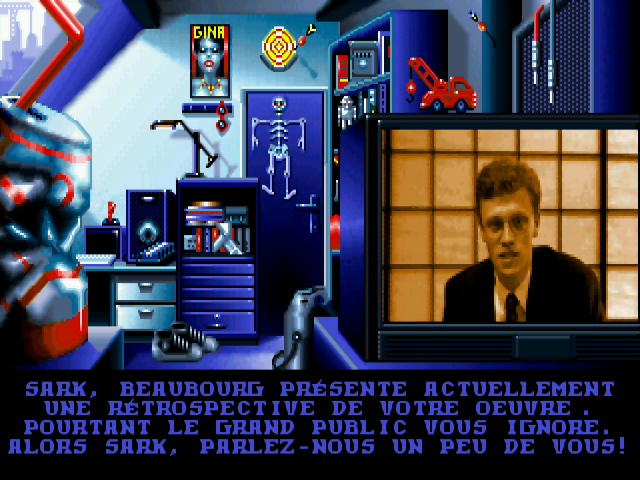 GINA
SARK, BEAUBOURG PRÉSENTE ACTUELLEMENT
UNE RÉTROSPECTIVE DE VOTRE OEUVRE .
POURTANT LE GRAND PUBLIC VOUS IGNORE.
ALORS SARK, PARLEZ-NOUS UN PEU DE VOUS!